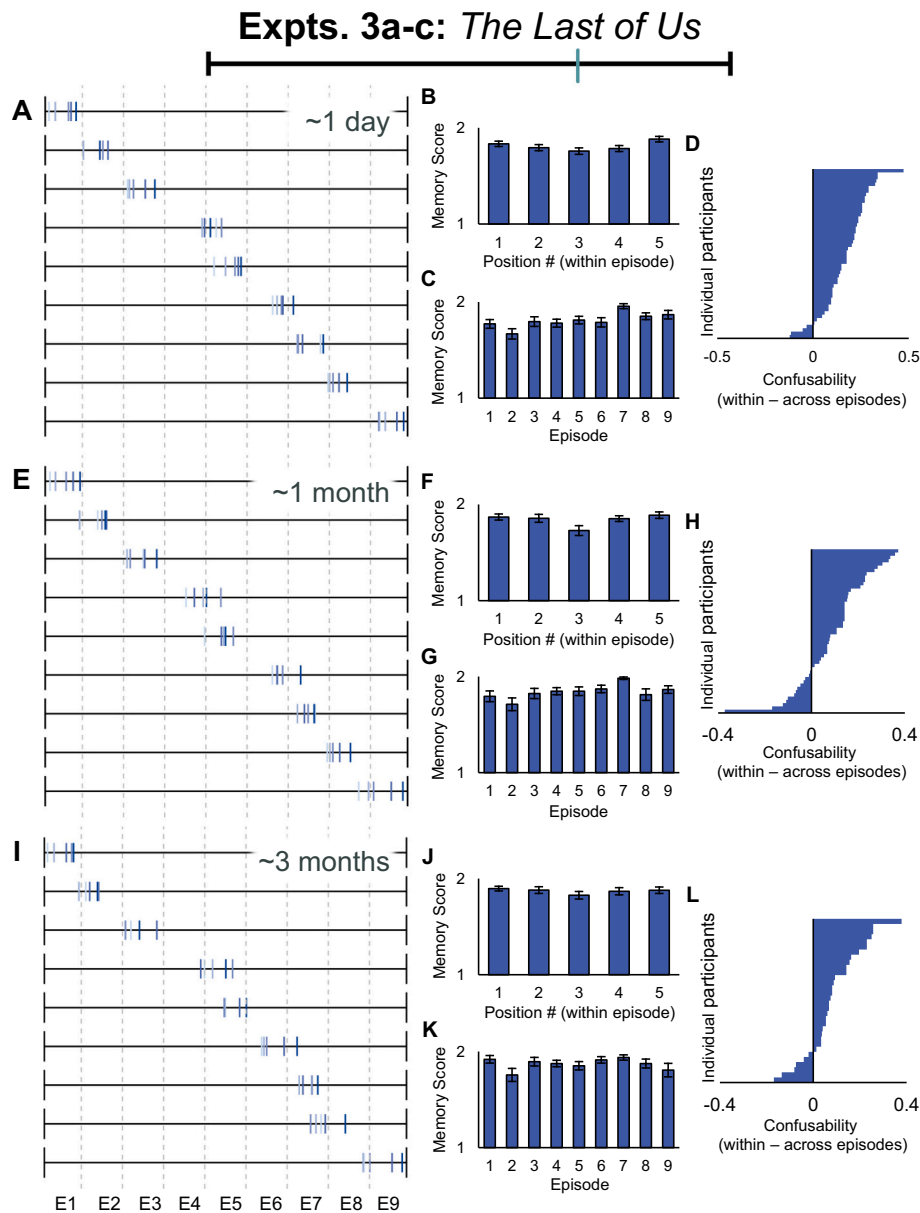 Expts. 3a-c: The Last of Us
A
~1 day
B
Memory Score
2
1
1 2 3 4 5
Position # (within episode)
C
Memory Score
2
1
1 2 3 4 5 6 7 8 9
Episode
D
Individual participants
-0.5 0 0.5
Confusability
(within – across episodes)
E
~1 month
F
Memory Score
2
1
1 2 3 4 5
Position # (within episode)
G
Memory Score
2
1
1 2 3 4 5 6 7 8 9
Episode
H
Individual participants
-0.4 0 0.4
Confusability
(within – across episodes)
I
~3 months
J
Memory Score
2
1
1 2 3 4 5
Position # (within episode)
K
Memory Score
2
1
1 2 3 4 5 6 7 8 9
Episode
L
Individual participants
-0.4 0 0.4
Confusability
(within – across episodes)
E1 E2 E3 E4 E5 E6 E7 E8 E9